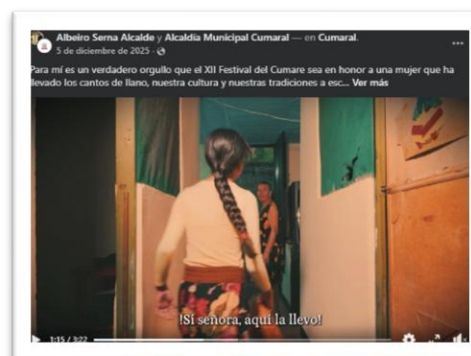 Albeiro Serna Alcalde y Alcaldía Municipal Cumaral — en Cumaral.
5 de diciembre de 2025 ·
Para mí es un verdadero orgullo que el XII Festival del Cumare sea en honor a una mujer que ha
llevado los cantos de llano, nuestra cultura y nuestras tradiciones a esc... Ver más
!Sí señora, aquí la llevo!
1:15 / 3:22